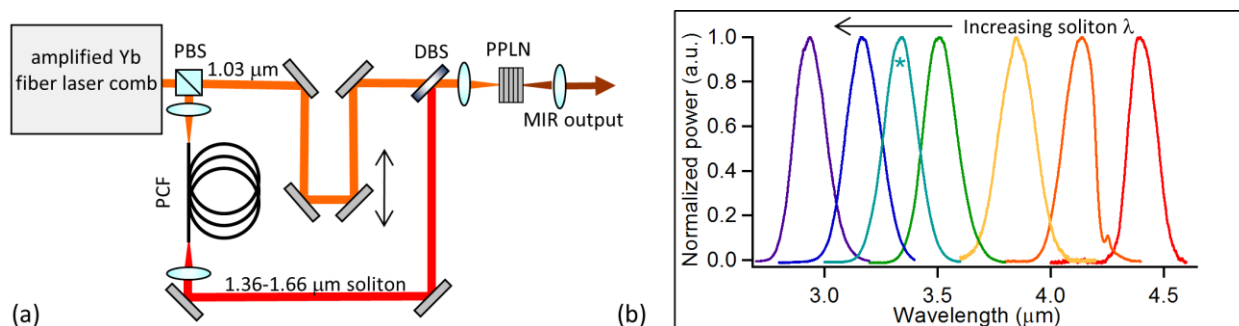 amplified Yb
fiber laser comb
PBS
1.03 μm
DBS
PPLN
MIR output
PCF
1.36-1.66 μm soliton
(a)
(b)
Increasing soliton λ
Normalized power (a.u.)
1.0
0.8
0.6
0.4
0.2
0.0
*
3.0 3.5 4.0 4.5
Wavelength (μm)